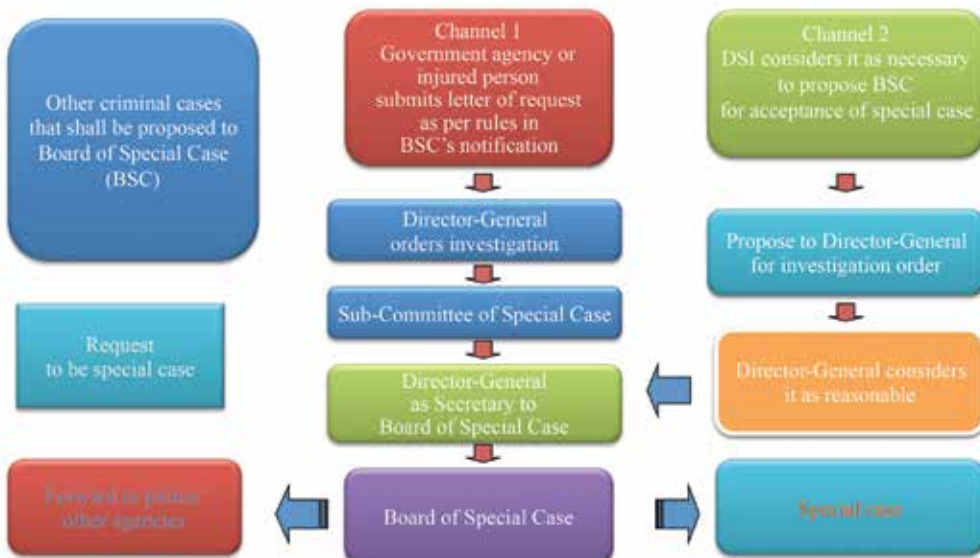 Other criminal cases
that shall be proposed to
Board of Special Case
(BSC)
Channel 1
Government agency or
injured person
submits letter of request
as per rules in
BSC's notification
Channel 2
DSI considers it as necessary
to propose BSC
for acceptance of special case
Director-General
orders investigation
Propose to Director-General
for investigation order
Sub-Committee of Special Case
Request
to be special case
Director-General
as Secretary to
Board of Special Case
Director-General considers
it as reasonable
Forward to police/
other agencies
Board of Special Case
Special case